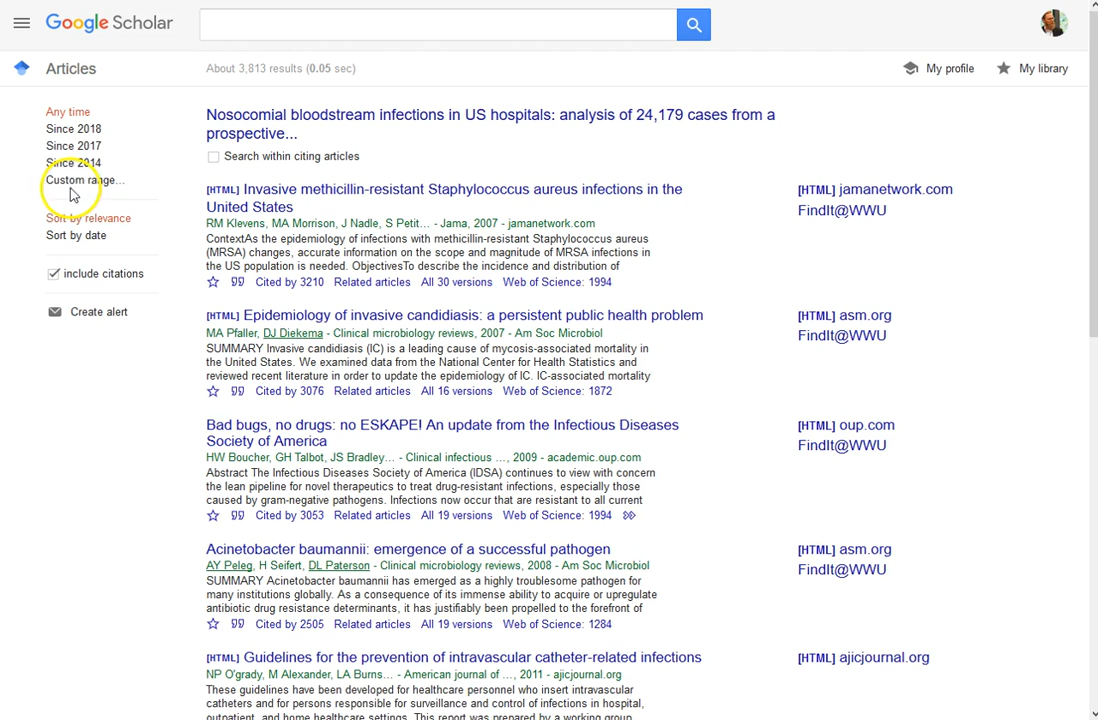 Google Scholar
Articles
About 3,813 results (0.05 sec)
My profile
My library
Any time
Since 2018
Since 2017
Since 2014
Custom range...
Sort by relevance
Sort by date
include citations
Create alert
Nosocomial bloodstream infections in US hospitals: analysis of 24,179 cases from a
prospective...
Search within citing articles
[HTML] Invasive methicillin-resistant Staphylococcus aureus infections in the
United States
RM Klevens, MA Morrison, J Nadle, S Petit… - Jama, 2007 - jamanetwork.com
ContextAs the epidemiology of infections with methicillin-resistant Staphylococcus aureus
(MRSA) changes, accurate information on the scope and magnitude of MRSA infections in
the US population is needed. ObjectivesTo describe the incidence and distribution of
Cited by 3210 Related articles All 30 versions Web of Science: 1994
[HTML] jamanetwork.com
FindIt@WWU
[HTML] Epidemiology of invasive candidiasis: a persistent public health problem
MA Pfaller, DJ Diekema - Clinical microbiology reviews, 2007 - Am Soc Microbiol
SUMMARY Invasive candidiasis (IC) is a leading cause of mycosis-associated mortality in
the United States. We examined data from the National Center for Health Statistics and
reviewed recent literature in order to update the epidemiology of IC. IC-associated mortality
Cited by 3076 Related articles All 16 versions Web of Science: 1872
[HTML] asm.org
FindIt@WWU
Bad bugs, no drugs: no ESKAPE! An update from the Infectious Diseases
Society of America
HW Boucher, GH Talbot, JS Bradley… - Clinical infectious …, 2009 - academic.oup.com
Abstract The Infectious Diseases Society of America (IDSA) continues to view with concern
the lean pipeline for novel therapeutics to treat drug-resistant infections, especially those
caused by gram-negative pathogens. Infections now occur that are resistant to all current
Cited by 3053 Related articles All 19 versions Web of Science: 1994
[HTML] oup.com
FindIt@WWU
Acinetobacter baumannii: emergence of a successful pathogen
AY Peleg, H Seifert, DL Paterson - Clinical microbiology reviews, 2008 - Am Soc Microbiol
SUMMARY Acinetobacter baumannii has emerged as a highly troublesome pathogen for
many institutions globally. As a consequence of its immense ability to acquire or upregulate
antibiotic drug resistance determinants, it has justifiably been propelled to the forefront of
Cited by 2505 Related articles All 19 versions Web of Science: 1284
[HTML] asm.org
FindIt@WWU
[HTML] Guidelines for the prevention of intravascular catheter-related infections
NP O'grady, M Alexander, LA Burns… - American journal of …, 2011 - ajicjournal.org
These guidelines have been developed for healthcare personnel who insert intravascular
catheters and for persons responsible for surveillance and control of infections in hospital,
outpatient, and home healthcare settings. This report was prepared by a working group
[HTML] ajicjournal.org